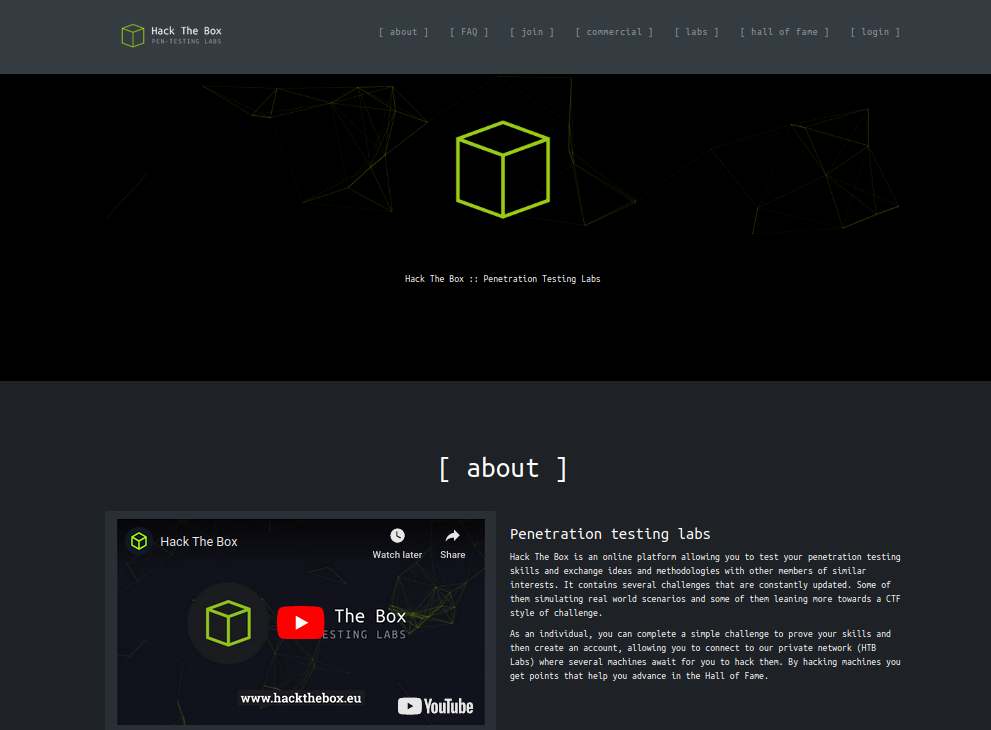 Hack The Box
PEN-TESTING LABS
[ about ] [ FAQ ] [ join ] [ commercial ] [ labs ] [ hall of fame ] [ login ]
Hack The Box :: Penetration Testing Labs
[ about ]
Hack The Box
Watch later
Share
The Box
ESTING LABS
www.hackthebox.eu
YouTube
Penetration testing labs
Hack The Box is an online platform allowing you to test your penetration testing
skills and exchange ideas and methodologies with other members of similar
interests. It contains several challenges that are constantly updated. Some of
them simulating real world scenarios and some of them leaning more towards a CTF
style of challenge.
As an individual, you can complete a simple challenge to prove your skills and
then create an account, allowing you to connect to our private network (HTB
Labs) where several machines await for you to hack them. By hacking machines you
get points that help you advance in the Hall of Fame.